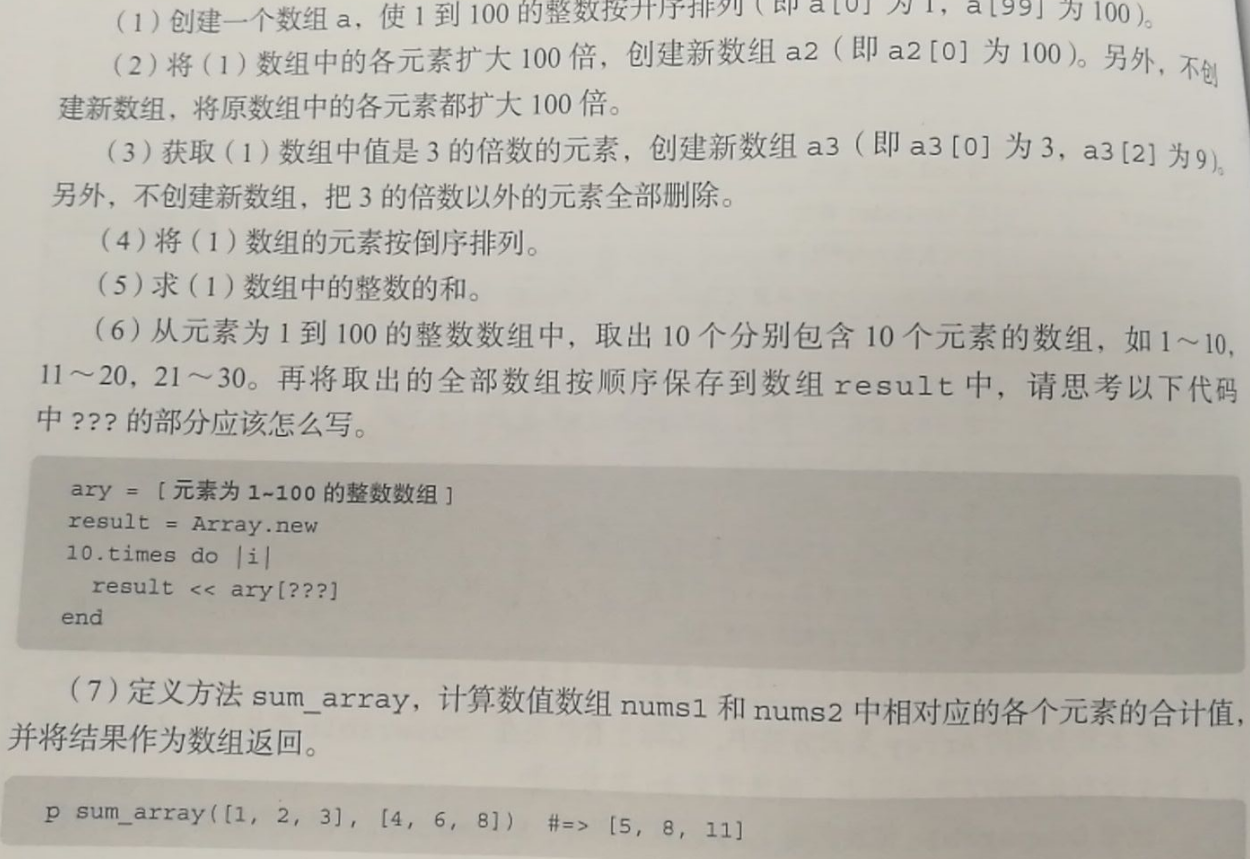 (1)创建一个数组 a，使 1 到 100 的整数按升序排列（即 a[0] 为 1，a[99] 为 100）。
(2)将(1)数组中的各元素扩大 100 倍，创建新数组 a2（即 a2[0] 为 100）。另外，不创
建新数组，将原数组中的各元素都扩大 100 倍。
(3)获取(1)数组中值是 3 的倍数的元素，创建新数组 a3（即 a3[0] 为 3，a3[2] 为 9）。
另外，不创建新数组，把 3 的倍数以外的元素全部删除。
(4)将(1)数组的元素按倒序排列。
(5)求(1)数组中的整数的和。
(6)从元素为 1 到 100 的整数数组中，取出 10 个分别包含 10 个元素的数组，如 1～10，
11～20，21～30。再将取出的全部数组按顺序保存到数组 result 中，请思考以下代码
中 ??? 的部分应该怎么写。
ary = [元素为 1~100 的整数数组]
result = Array.new
10.times do |i|
  result << ary[???]
end
(7)定义方法 sum_array，计算数值数组 nums1 和 nums2 中相对应的各个元素的合计值，
并将结果作为数组返回。
p sum_array([1, 2, 3], [4, 6, 8])  #=> [5, 8, 11]